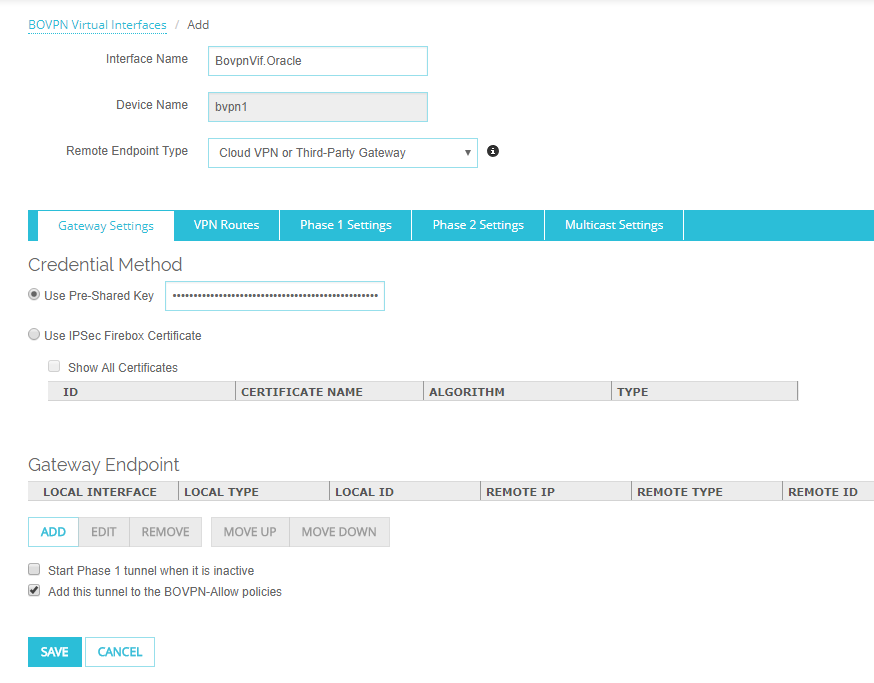 BOVPN Virtual Interfaces / Add
Interface Name BovpnVif.Oracle
Device Name bvpn1
Remote Endpoint Type Cloud VPN or Third-Party Gateway
Gateway Settings VPN Routes Phase 1 Settings Phase 2 Settings Multicast Settings
Credential Method
Use Pre-Shared Key
Use IPSec Firebox Certificate
Show All Certificates
ID CERTIFICATE NAME ALGORITHM TYPE
Gateway Endpoint
LOCAL INTERFACE LOCAL TYPE LOCAL ID REMOTE IP REMOTE TYPE REMOTE ID
ADD EDIT REMOVE MOVE UP MOVE DOWN
Start Phase 1 tunnel when it is inactive
Add this tunnel to the BOVPN-Allow policies
SAVE CANCEL